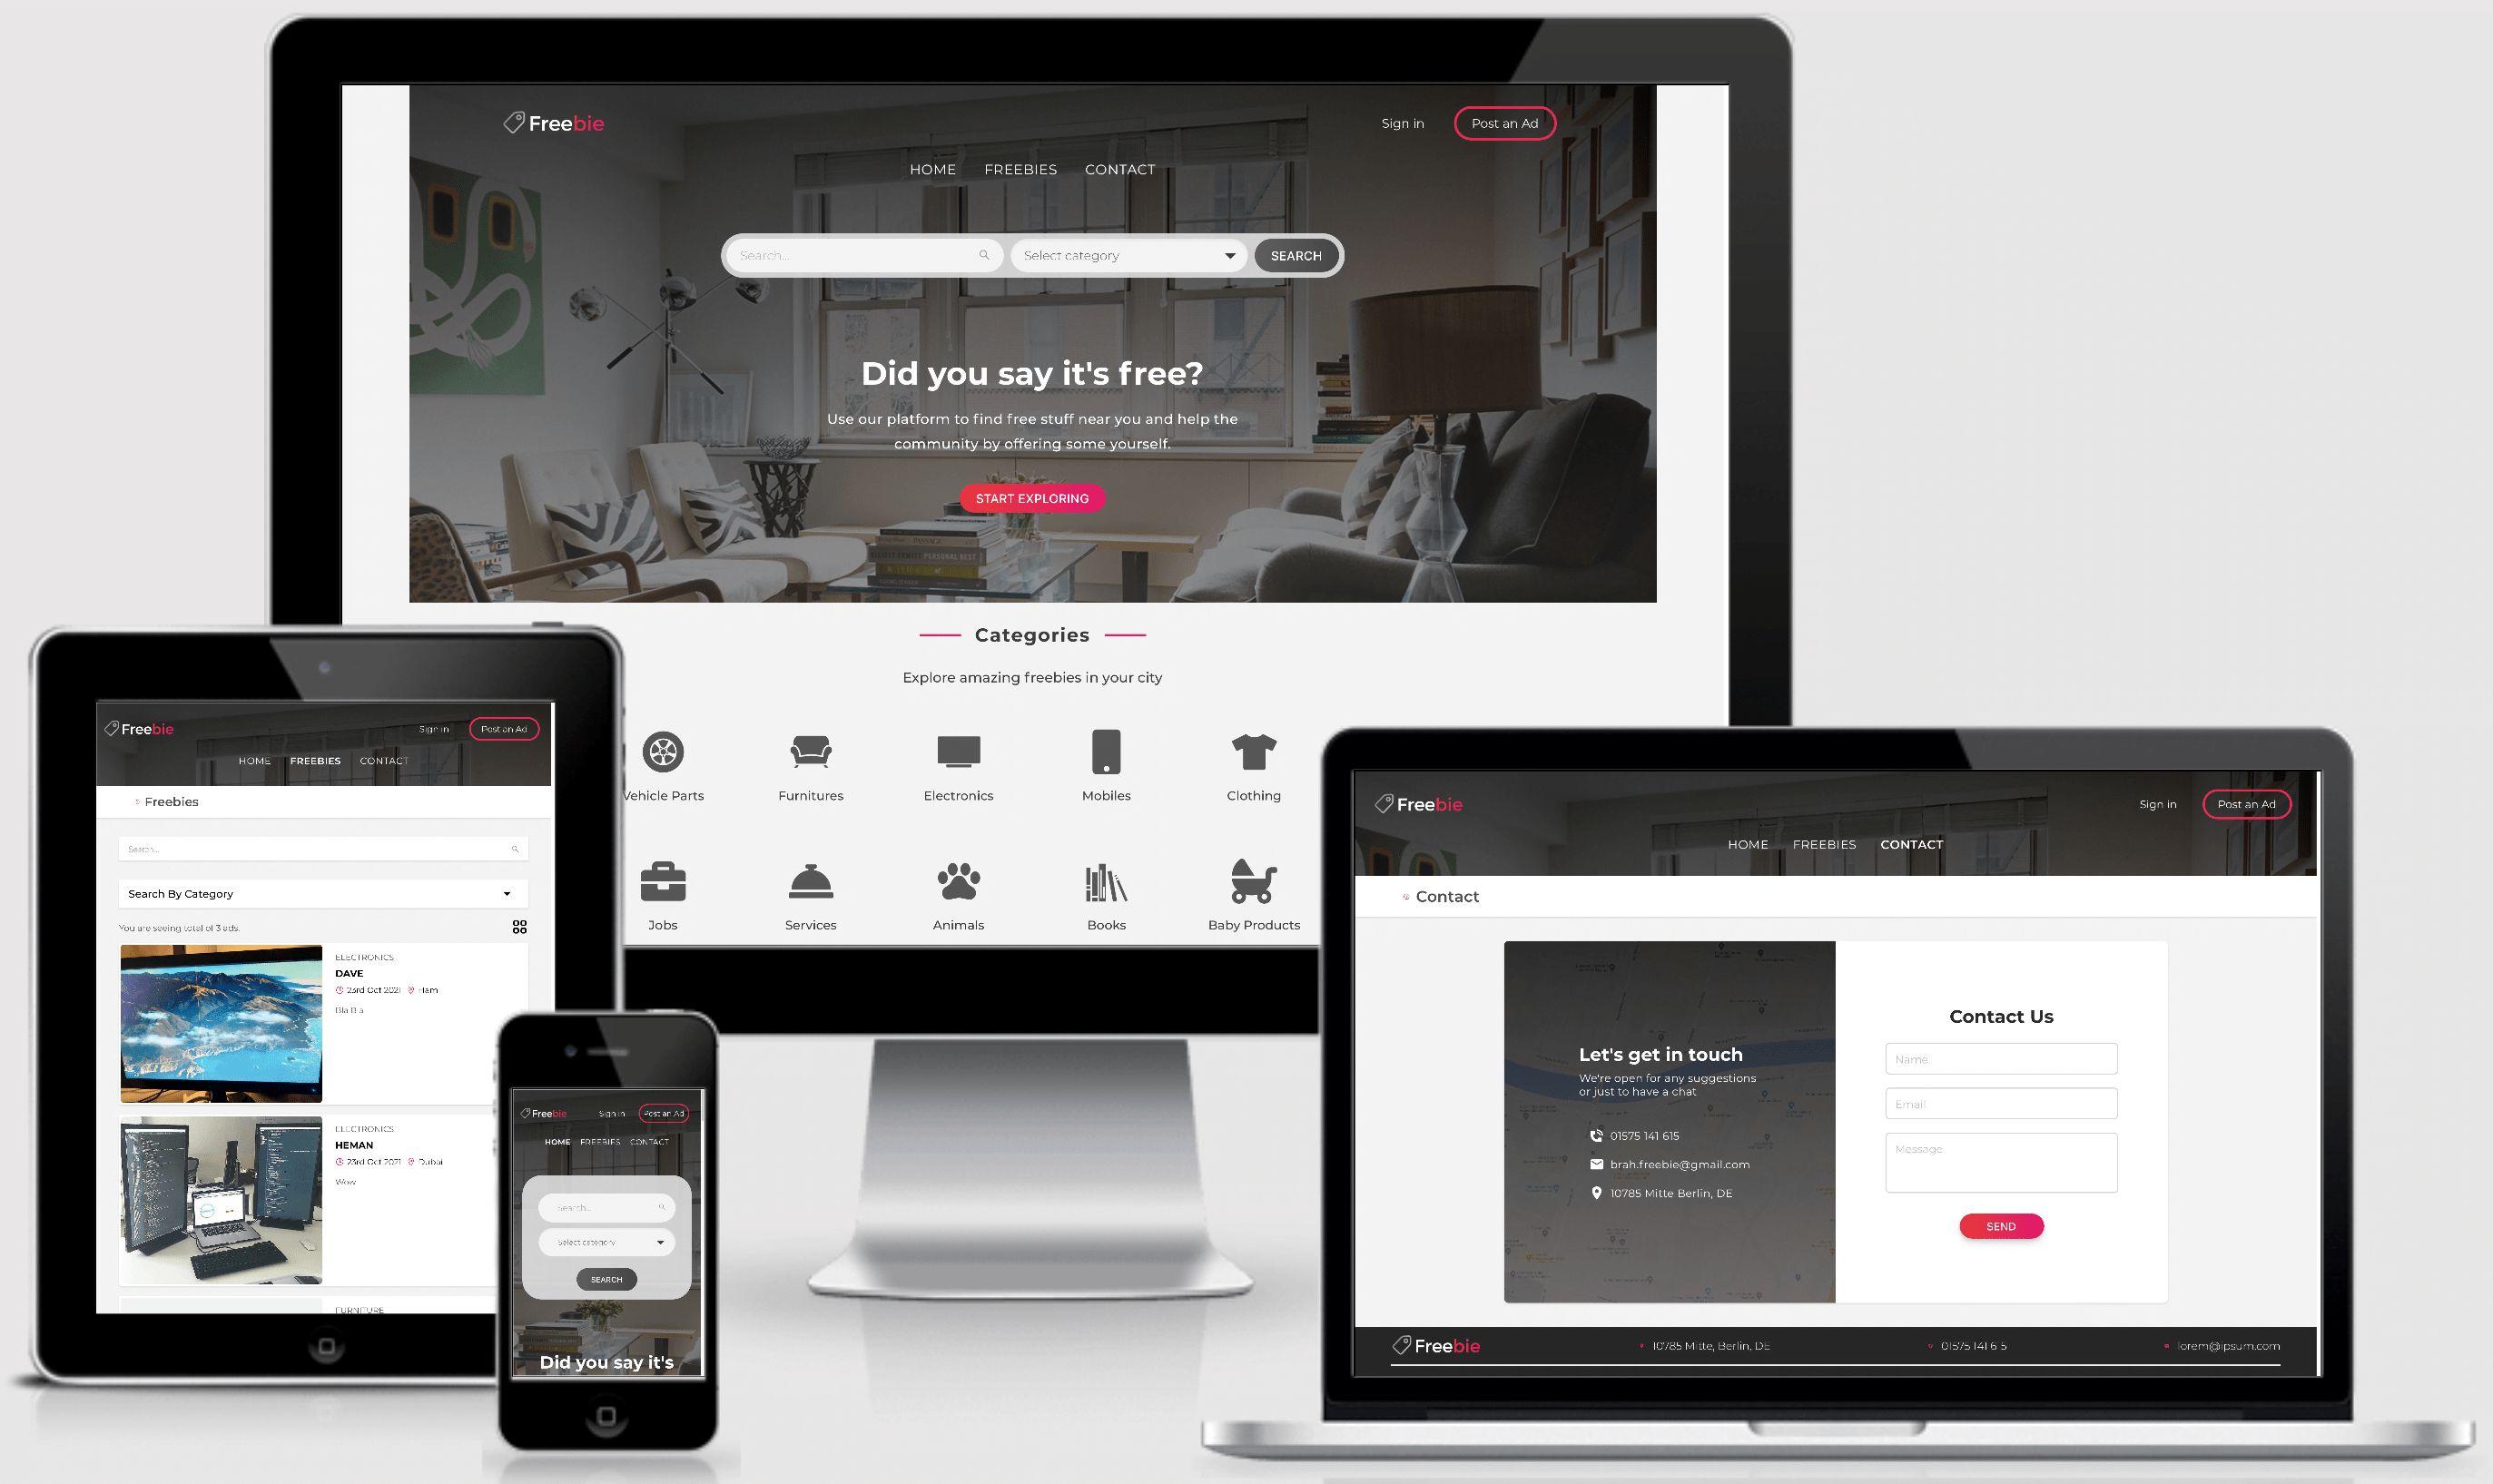 Freebie
Sign in
Post an Ad
HOME FREEBIES CONTACT
Search...
Select category
SEARCH
Did you say it's free?
Use our platform to find free stuff near you and help the
community by offering some yourself.
START EXPLORING
ELLIOTT ERWITT PERSONAL BEST
Categories
Explore amazing freebies in your city
Vehicle Parts
Furnitures
Electronics
Mobiles
Clothing
Jobs
Services
Animals
Books
Baby Products
Freebie
Sign in
Post an Ad
HOME FREEBIES CONTACT
Freebies
Search...
Search By Category
You are seeing total of 3 ads.
ELECTRONICS
DAVE
23rd Oct 2021 Ham
Bla Bla
ELECTRONICS
HEMAN
23rd Oct 2021 Dubai
Wow
FURNITURE
Freebie
Sign in
Post an Ad
HOME FREEBIES CONTACT
Search...
Select category
SEARCH
Did you say it's
Freebie
Sign in
Post an Ad
HOME FREEBIES CONTACT
Contact
Let's get in touch
We're open for any suggestions
or just to have a chat
01575 141 615
brah.freebie@gmail.com
10785 Mitte Berlin, DE
Contact Us
Name
Email
Message
SEND
Freebie
10785 Mitte, Berlin, DE
01575 141 615
lorem@ipsum.com